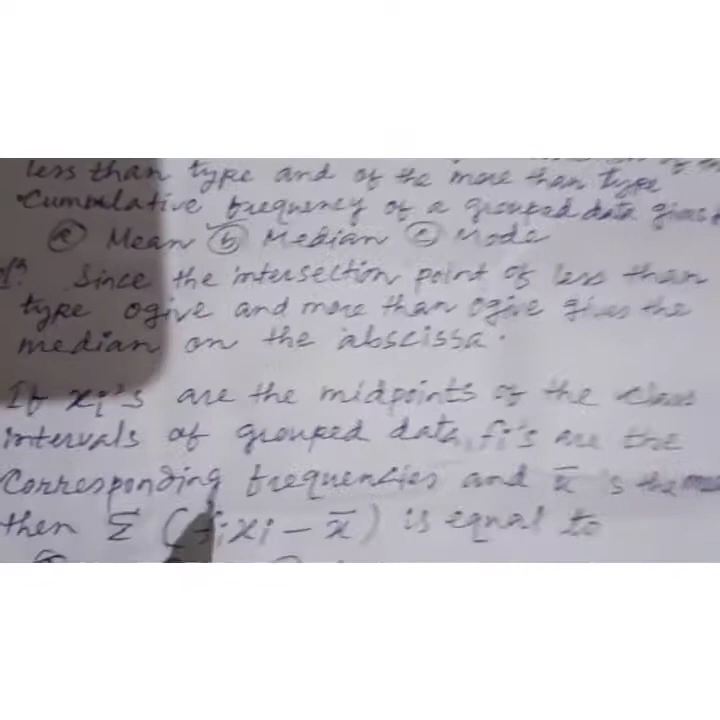 less than type and of the more than type
Cummulative frequency of a grouped data gives
(a) Mean (b) Median (c) Mode
Since the intersection point of less than
type ogive and more than ogive gives the
median on the abscissa.
If xi's are the midpoints of the class
intervals of grouped data, fi's are the
Corresponding frequencies and x̄ is the
then Σ (fixi – x̄) is equal to